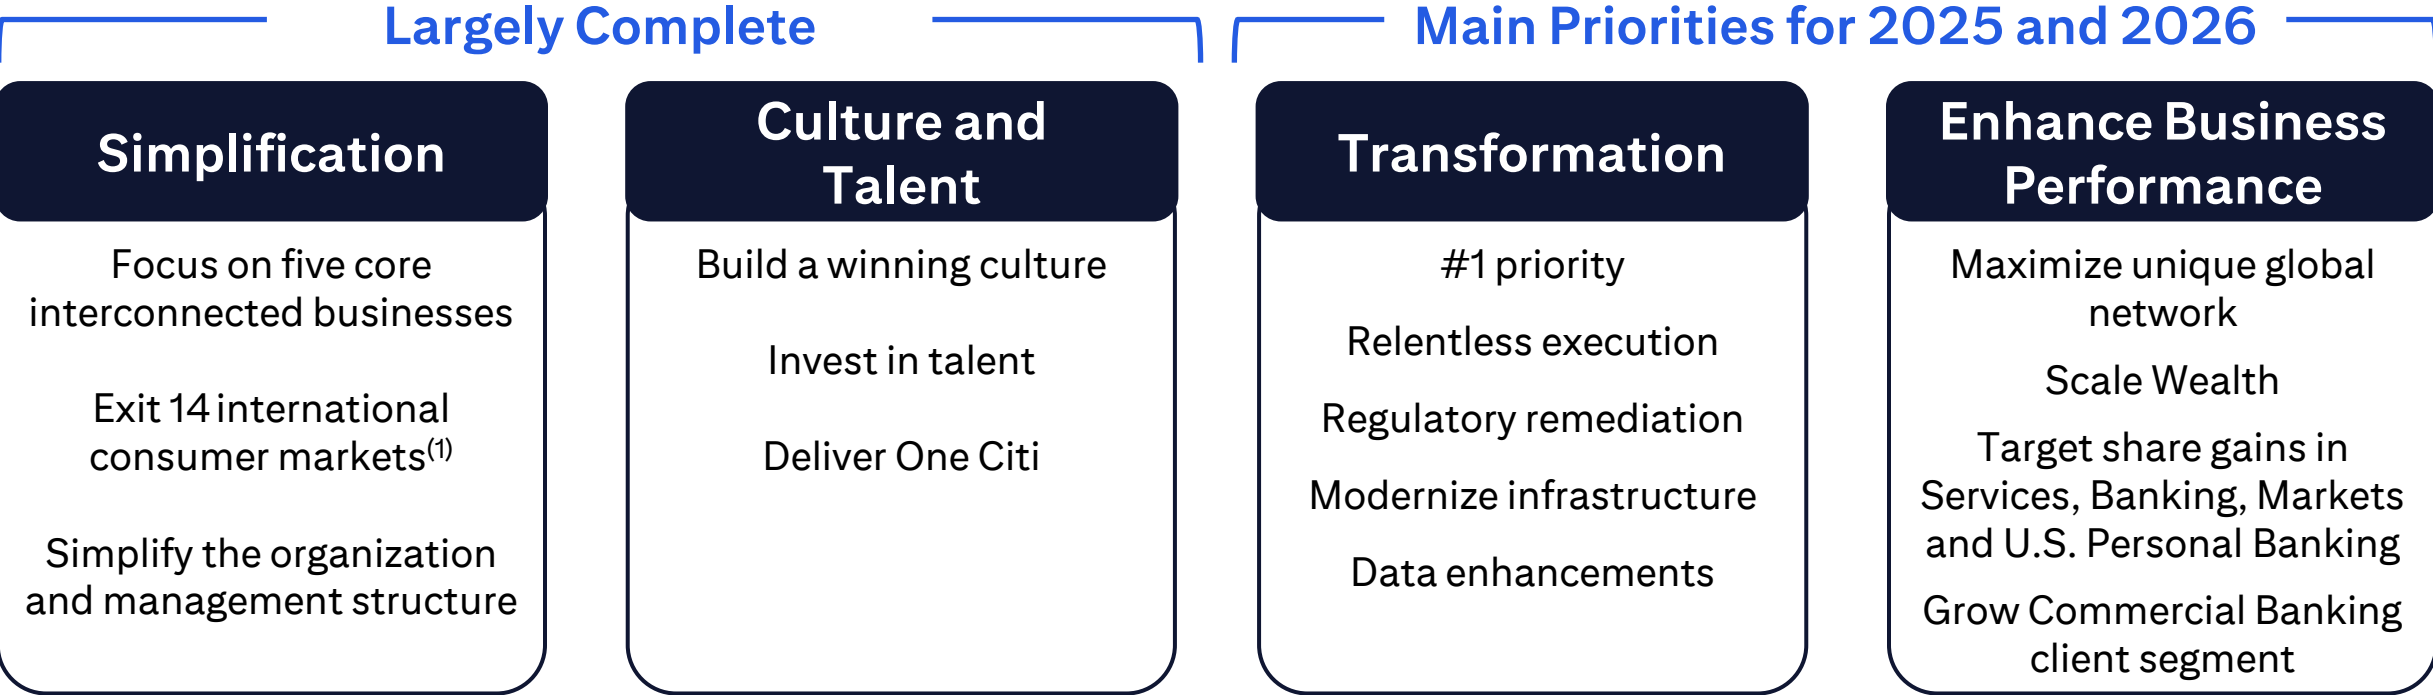 Largely Complete
Main Priorities for 2025 and 2026
Simplification
Focus on five core
interconnected businesses
Exit 14 international
consumer markets(1)
Simplify the organization
and management structure
Culture and
Talent
Build a winning culture
Invest in talent
Deliver One Citi
Transformation
#1 priority
Relentless execution
Regulatory remediation
Modernize infrastructure
Data enhancements
Enhance Business
Performance
Maximize unique global
network
Scale Wealth
Target share gains in
Services, Banking, Markets
and U.S. Personal Banking
Grow Commercial Banking
client segment